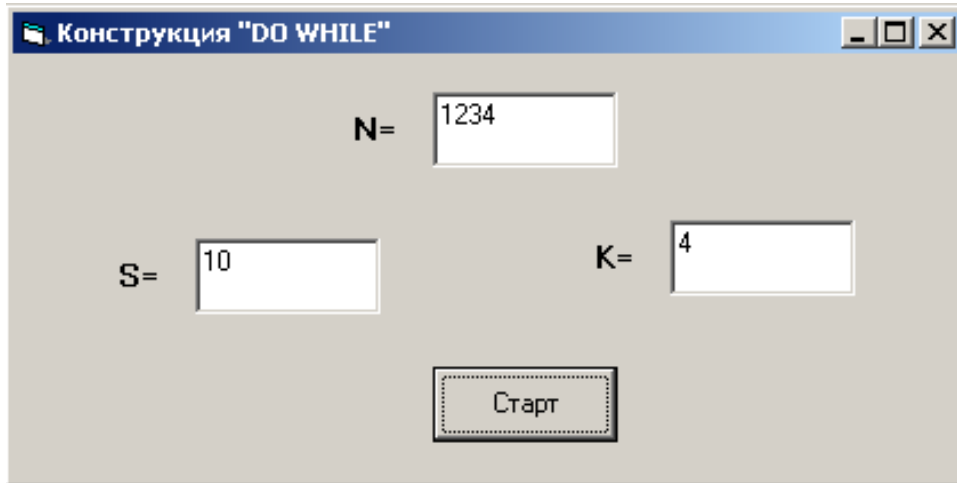 Конструкция "DO WHILE"
N= 1234
S= 10
K= 4
Старт